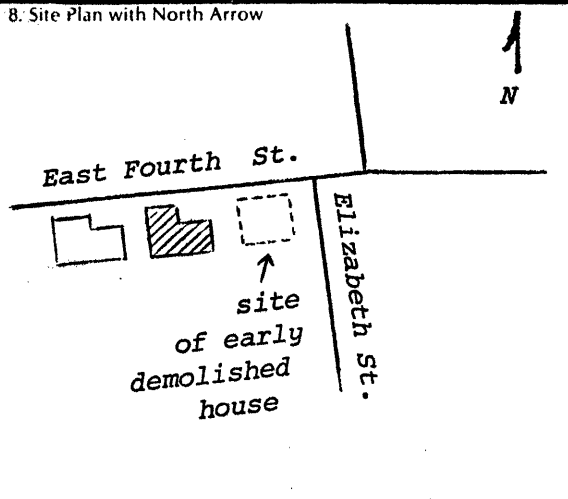 8. Site Plan with North Arrow
N
East Fourth St.
Elizabeth St.
site
of early
demolished
house